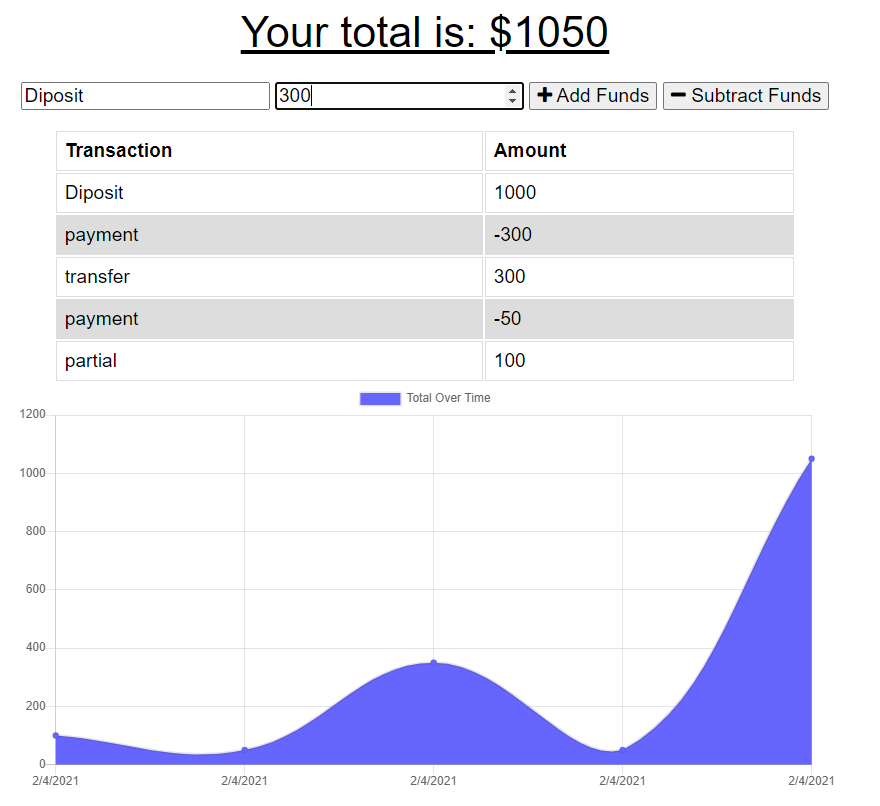 Your total is: $1050
Diposit 300 Add Funds Subtract Funds
Transaction Amount
Diposit 1000
payment -300
transfer 300
payment -50
partial 100
Total Over Time
1200
1000
800
600
400
200
0
2/4/2021 2/4/2021 2/4/2021 2/4/2021 2/4/2021